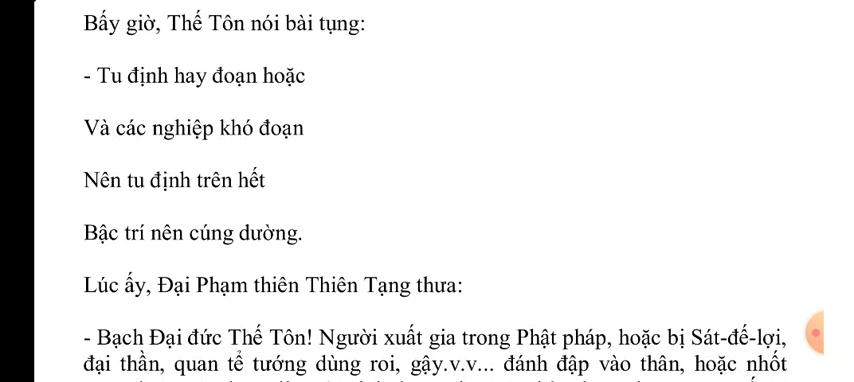 Bấy giờ, Thế Tôn nói bài tụng:
- Tu định hay đoạn hoặc
Và các nghiệp khó đoạn
Nên tu định trên hết
Bậc trí nên cúng dường.
Lúc ấy, Đại Phạm thiên Thiên Tạng thưa:
- Bạch Đại đức Thế Tôn! Người xuất gia trong Phật pháp, hoặc bị Sát-đế-lợi,
đại thần, quan tể tướng dùng roi, gậy.v.v... đánh đập vào thân, hoặc nhốt